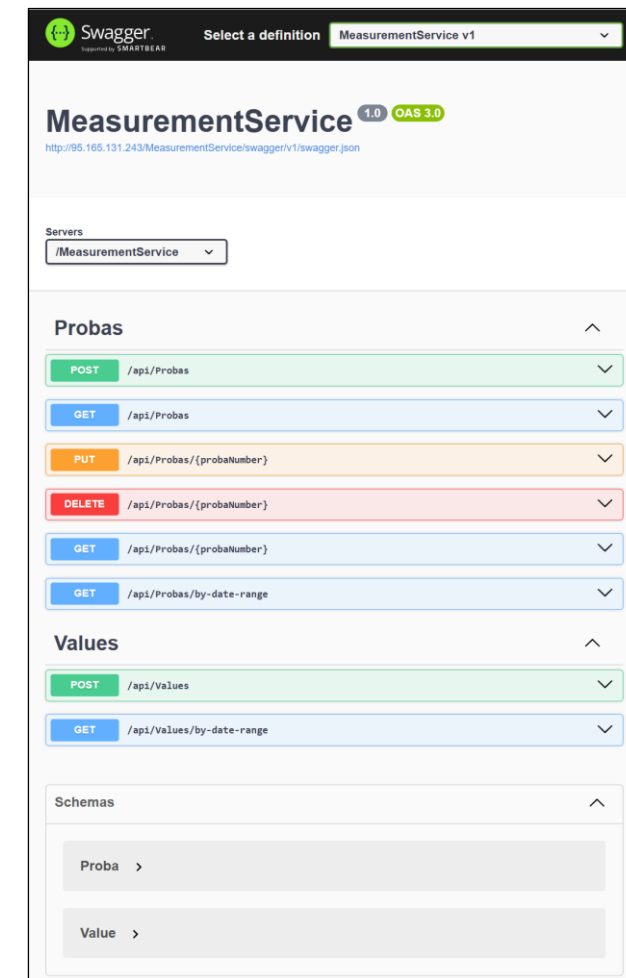 Swagger.
Supported by SMARTBEAR
Select a definition
MeasurementService v1
MeasurementService 1.0 OAS 3.0
http://95.165.131.243/MeasurementService/swagger/v1/swagger.json
Servers
/MeasurementService
Probas
POST /api/Probas
GET /api/Probas
PUT /api/Probas/{probaNumber}
DELETE /api/Probas/{probaNumber}
GET /api/Probas/{probaNumber}
GET /api/Probas/by-date-range
Values
POST /api/Values
GET /api/Values/by-date-range
Schemas
Proba
Value